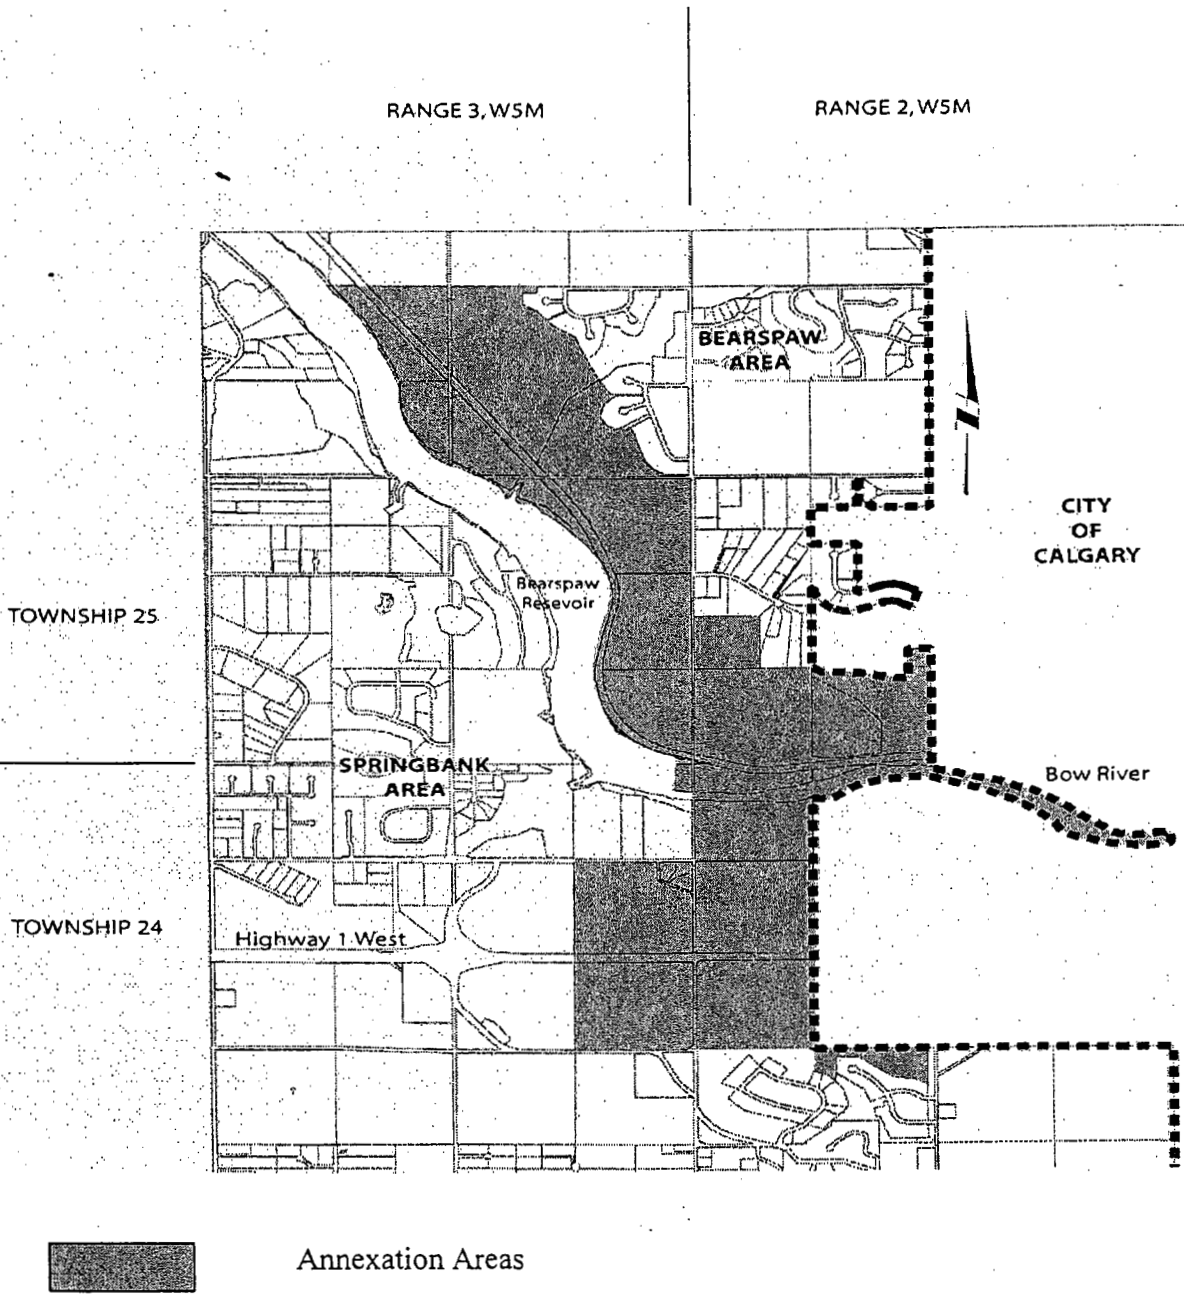 RANGE 3, W5M
RANGE 2, W5M
BEARSPAW
AREA
CITY
OF
CALGARY
Bearspaw
Resevoir
TOWNSHIP 25
SPRINGBANK
AREA
Bow River
TOWNSHIP 24
Highway 1 West
Annexation Areas